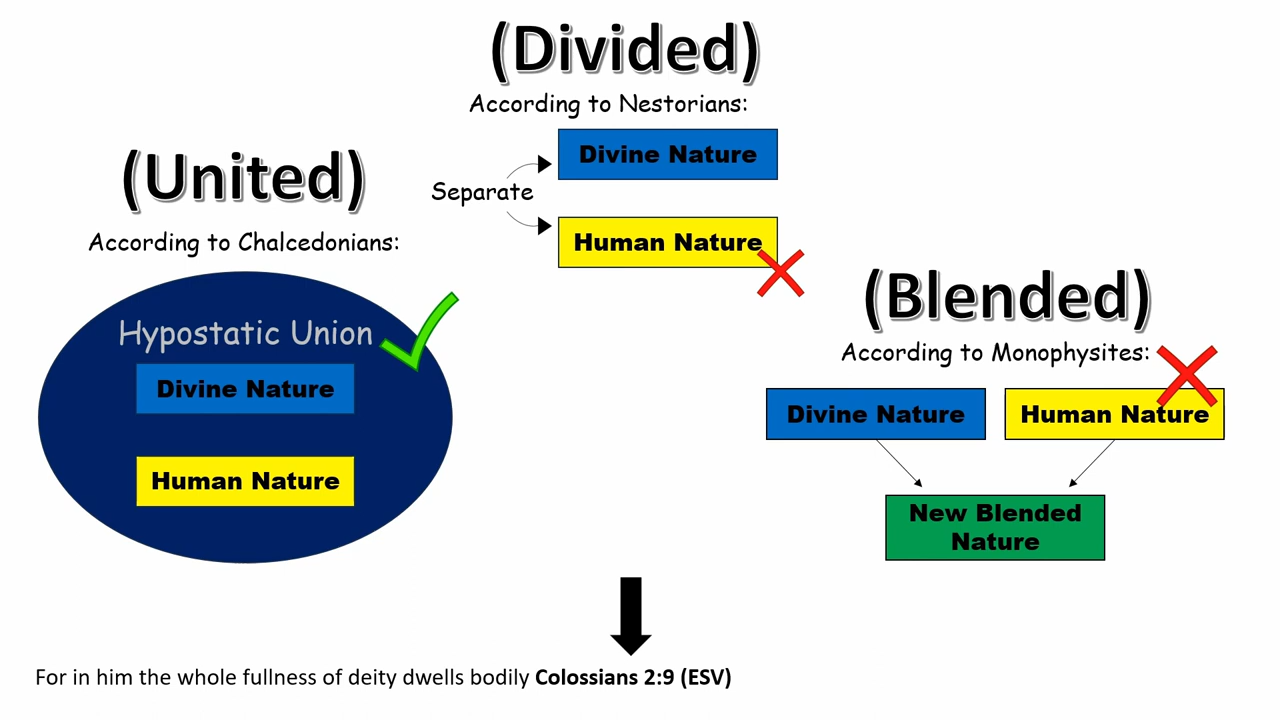 (Divided)
According to Nestorians:
Divine Nature
Separate
Human Nature
(United)
According to Chalcedonians:
Hypostatic Union
Divine Nature
Human Nature
(Blended)
According to Monophysites:
Divine Nature
Human Nature
New Blended
Nature
For in him the whole fullness of deity dwells bodily Colossians 2:9 (ESV)